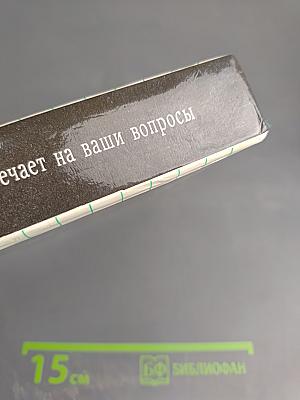 ечает на ваши вопросы
15 см
БФ БИБЛИОФАН